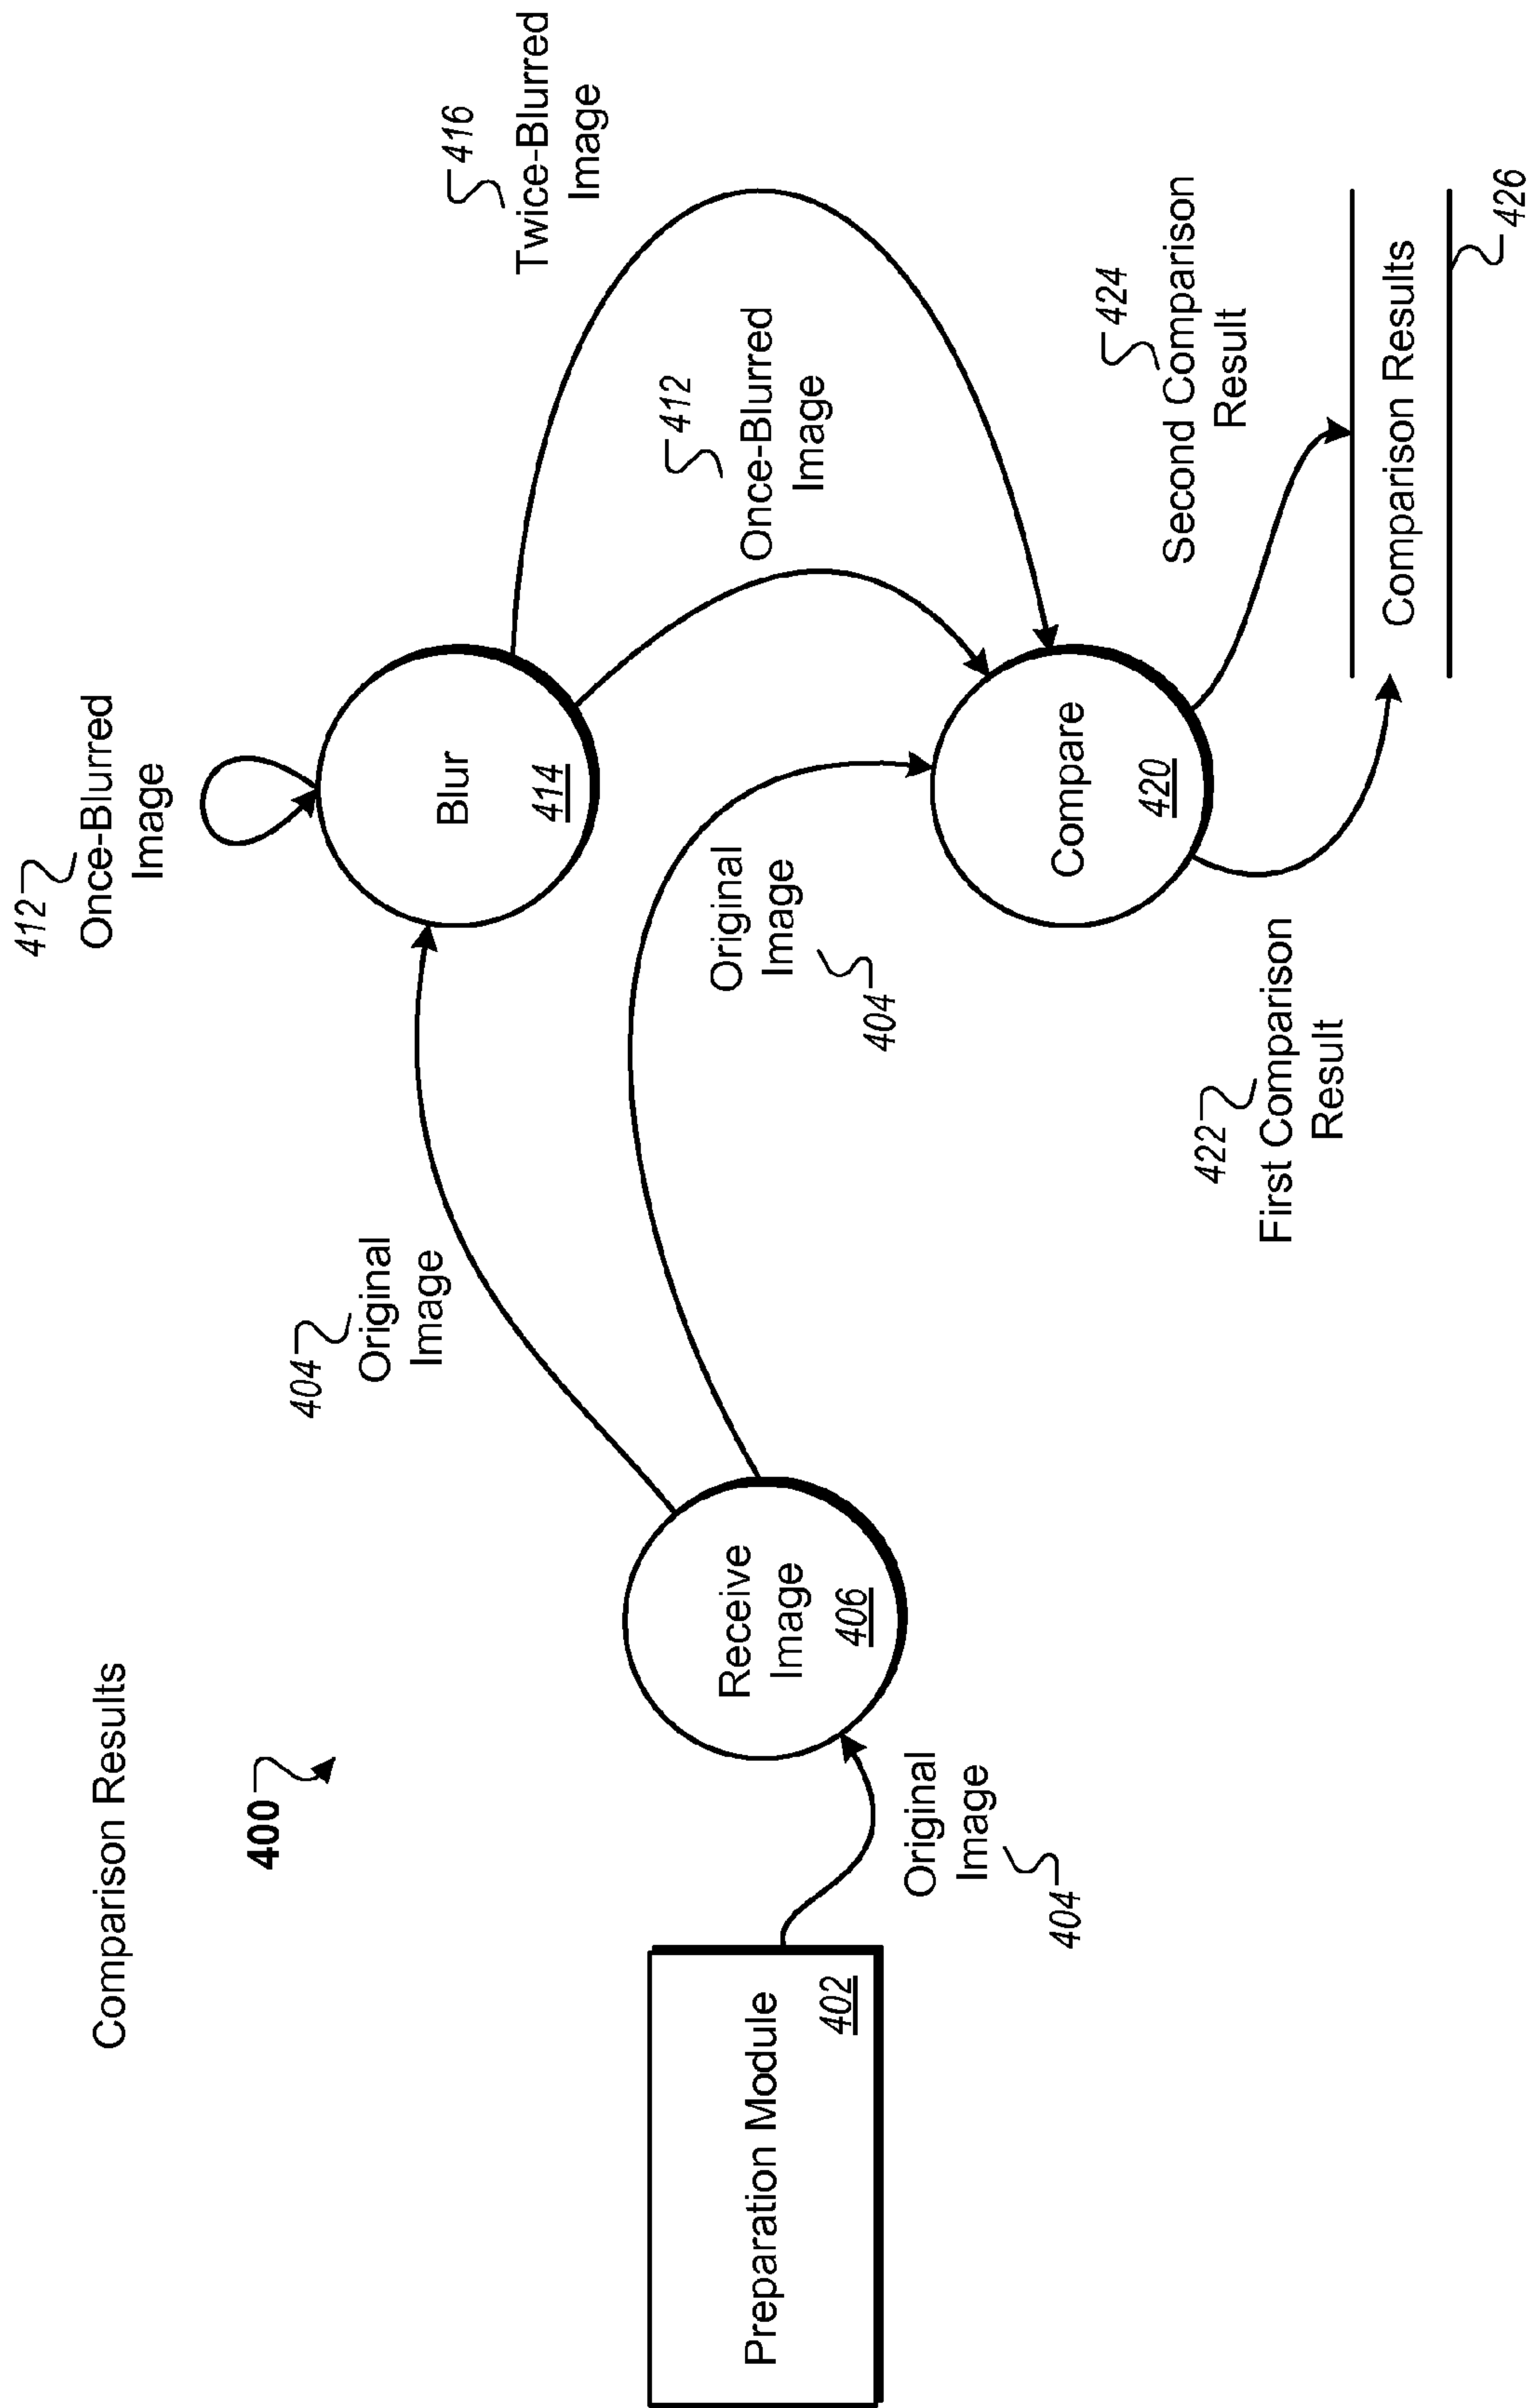 Comparison Results
400
Preparation Module
402
Original
Image
404
Receive
Image
406
404
Original
Image
Original
Image
404
412
Once-Blurred
Image
Blur
414
416
Twice-Blurred
Image
412
Once-Blurred
Image
Compare
420
422
First Comparison
Result
424
Second Comparison
Result
Comparison Results
426